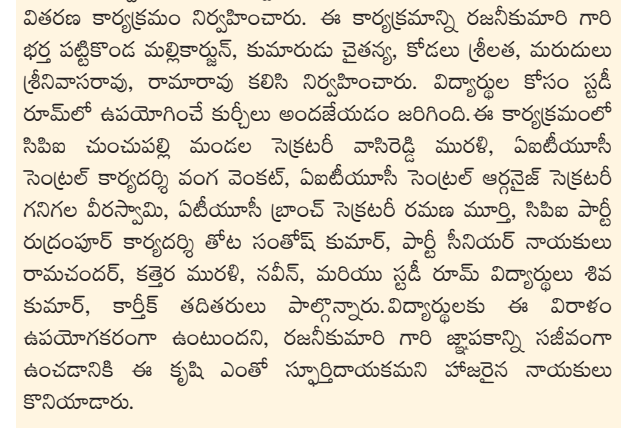 వితరణ కార్యక్రమం నిర్వహించారు. ఈ కార్యక్రమాన్ని రజనీకుమారి గారి
భర్త పట్టికొండ మల్లికార్జున్, కుమారుడు చైతన్య, కోడలు శ్రీలత, మరుదులు
శ్రీనివాసరావు, రామారావు కలిసి నిర్వహించారు. విద్యార్థుల కోసం స్టడీ
రూమ్‌లో ఉపయోగించే కుర్చీలు అందజేయడం జరిగింది.ఈ కార్యక్రమంలో
సిపిఐ చుంచుపల్లి మండల సెక్రటరీ వాసిరెడ్డి మురళి, ఏఐటీయూసీ
సెంట్రల్ కార్యదర్శి వంగ వెంకట్, ఏఐటీయూసీ సెంట్రల్ ఆర్గనైజ్ సెక్రటరీ
గనిగల వీరస్వామి, ఏటీయూసీ బ్రాంచ్ సెక్రటరీ రమణ మూర్తి, సిపిఐ పార్టీ
రుద్రంపూర్ కార్యదర్శి తోట సంతోష్ కుమార్, పార్టీ సీనియర్ నాయకులు
రామచందర్, కత్తెర మురళి, నవీన్, మరియు స్టడీ రూమ్ విద్యార్థులు శివ
కుమార్, కార్తీక్ తదితరులు పాల్గొన్నారు.విద్యార్థులకు ఈ విరాళం
ఉపయోగకరంగా ఉంటుందని, రజనీకుమారి గారి జ్ఞాపకాన్ని సజీవంగా
ఉంచడానికి ఈ కృషి ఎంతో స్ఫూర్తిదాయకమని హాజరైన నాయకులు
కొనియాడారు.